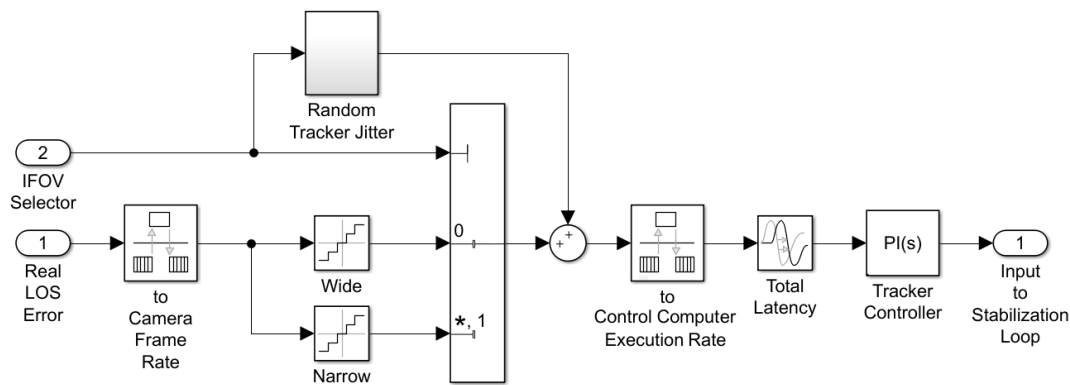 Random
Tracker Jitter
2
IFOV
Selector
1
Real
LOS
Error
to
Camera
Frame
Rate
Wide
Narrow
0
*, 1
+
+
to
Control Computer
Execution Rate
Total
Latency
PI(s)
Tracker
Controller
1
Input
to
Stabilization
Loop